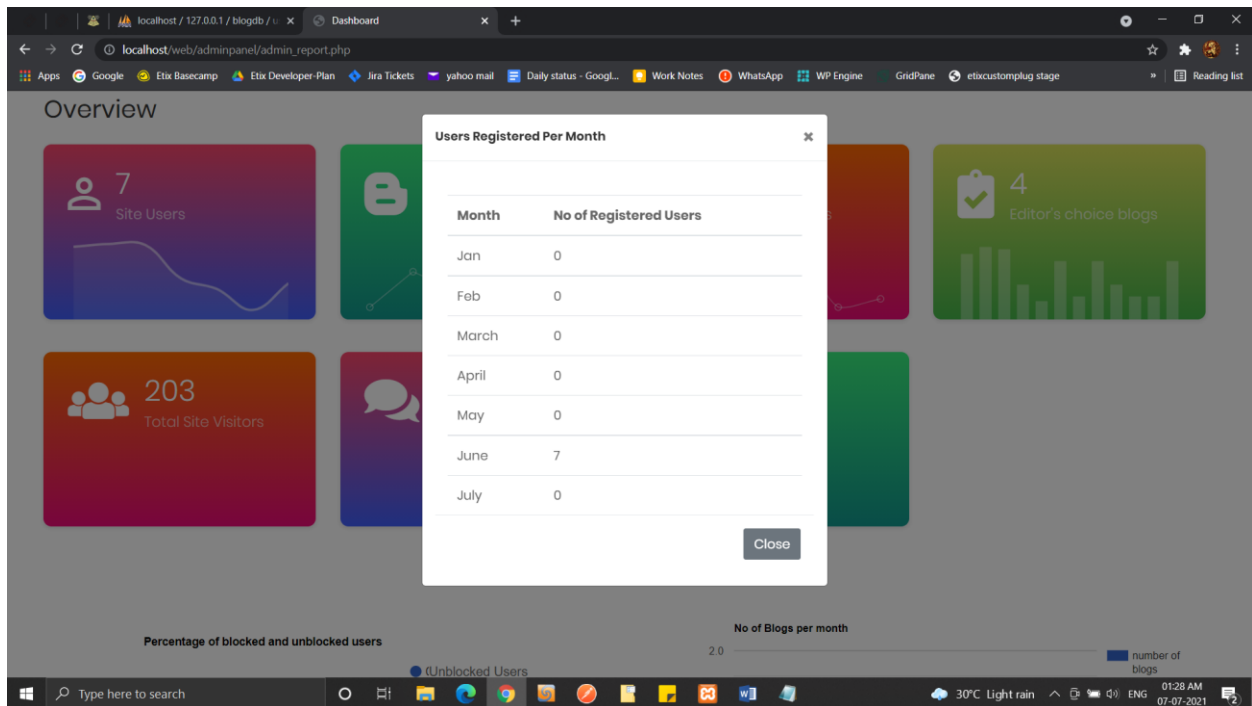 localhost / 127.0.0.1 / blogdb / u
Dashboard
localhost/web/adminpanel/admin_report.php
Apps Google Etix Basecamp Etix Developer-Plan Jira Tickets yahoo mail Daily status - Googl... Work Notes WhatsApp WP Engine GridPane etixcustomplug stage » Reading list
Overview
7
Site Users
4
Editor's choice blogs
203
Total Site Visitors
Users Registered Per Month
Month No of Registered Users
Jan 0
Feb 0
March 0
April 0
May 0
June 7
July 0
Close
Percentage of blocked and unblocked users
(Unblocked Users
No of Blogs per month
2.0
number of
blogs
Type here to search
30°C Light rain
ENG
01:28 AM
07-07-2021
2